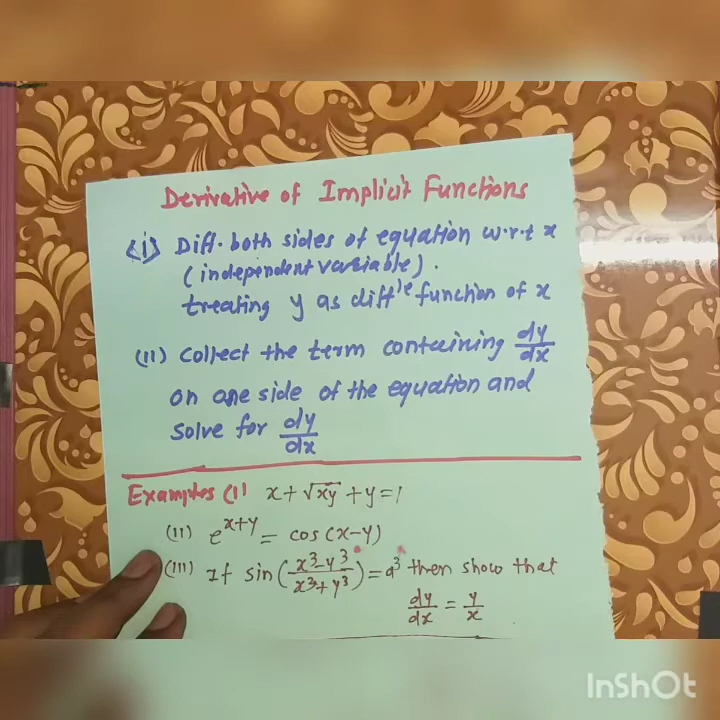 Derivative of Implicit Functions
(i) Diff. both sides of equation w.r.t x
(independent variable).
treating y as diffle function of x
(II) Collect the term containing dy/dx
on one side of the equation and
solve for dy/dx
Examples (I) x + √xy + y = 1
(II) e^x+y = cos(x-y)
(III) If sin(x³-y³/x³+y³) = a³ then show that
dy/dx = y/x
InShOt